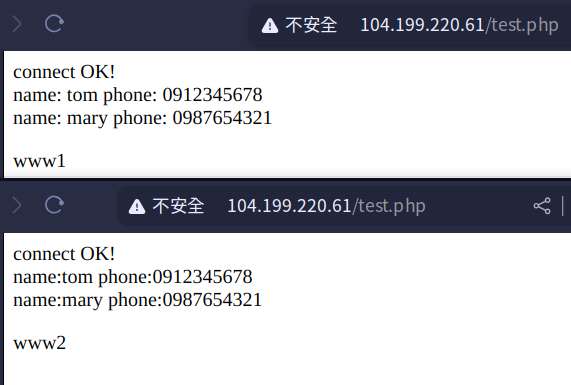 不安全 104.199.220.61/test.php
connect OK!
name: tom phone: 0912345678
name: mary phone: 0987654321
www1
不安全 104.199.220.61/test.php
connect OK!
name:tom phone:0912345678
name:mary phone:0987654321
www2